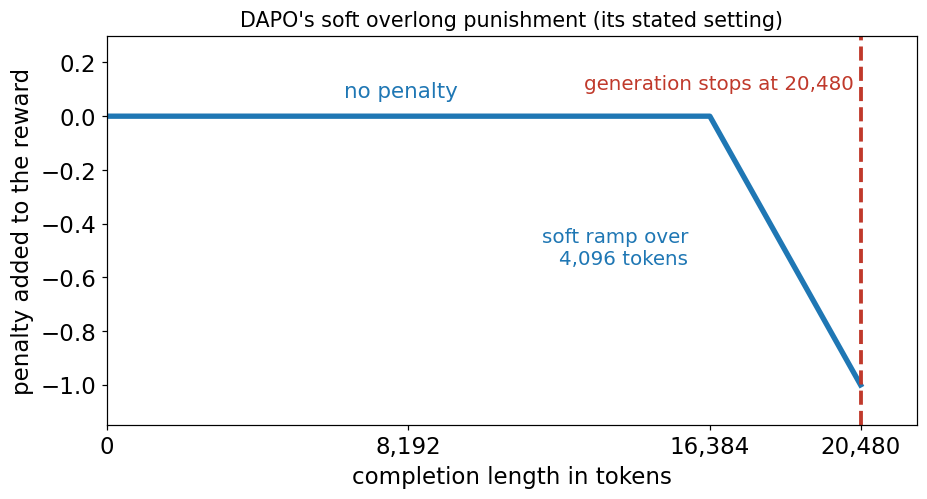 DAPO's soft overlong punishment (its stated setting)
penalty added to the reward
0.2
0.0
−0.2
−0.4
−0.6
−0.8
−1.0
no penalty
generation stops at 20,480
soft ramp over
4,096 tokens
0
8,192
16,384
20,480
completion length in tokens